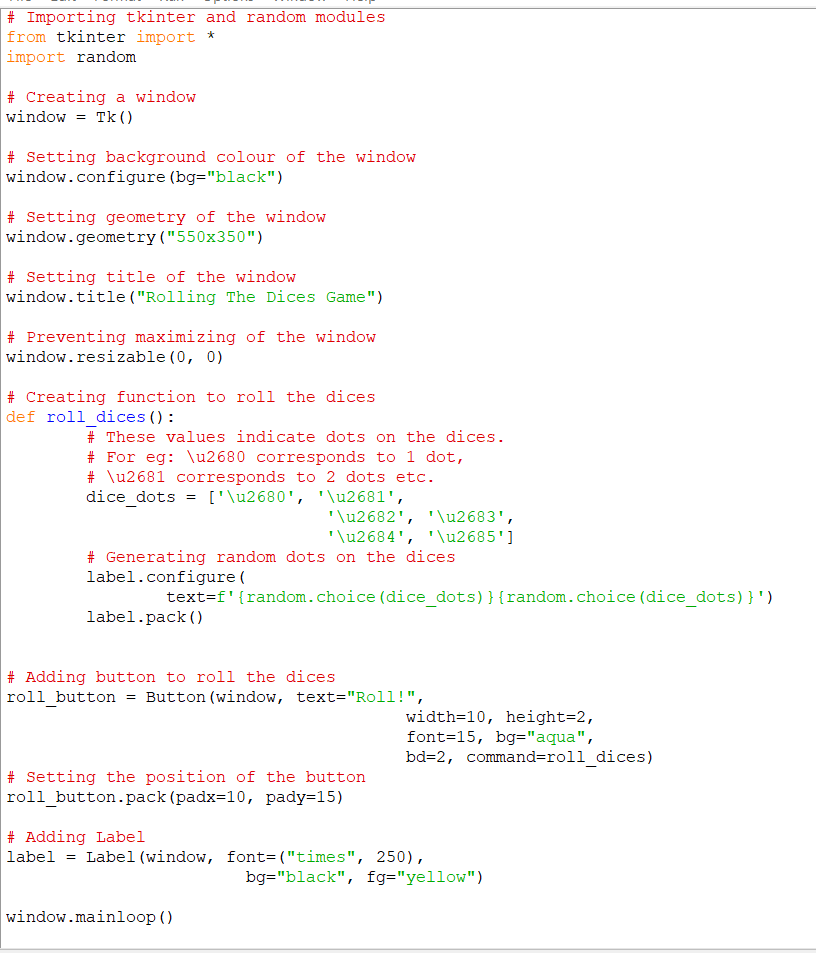 # Importing tkinter and random modules
from tkinter import *
import random
# Creating a window
window = Tk()
# Setting background colour of the window
window.configure(bg="black")
# Setting geometry of the window
window.geometry("550x350")
# Setting title of the window
window.title("Rolling The Dices Game")
# Preventing maximizing of the window
window.resizable(0, 0)
# Creating function to roll the dices
def roll_dices():
        # These values indicate dots on the dices.
        # For eg: \u2680 corresponds to 1 dot,
        # \u2681 corresponds to 2 dots etc.
        dice_dots = ['\u2680', '\u2681',
                                '\u2682', '\u2683',
                                '\u2684', '\u2685']
        # Generating random dots on the dices
        label.configure(
                text=f'{random.choice(dice_dots)}{random.choice(dice_dots)}')
        label.pack()
# Adding button to roll the dices
roll_button = Button(window, text="Roll!",
                                        width=10, height=2,
                                        font=15, bg="aqua",
                                        bd=2, command=roll_dices)
# Setting the position of the button
roll_button.pack(padx=10, pady=15)
# Adding Label
label = Label(window, font=("times", 250),
                        bg="black", fg="yellow")
window.mainloop()